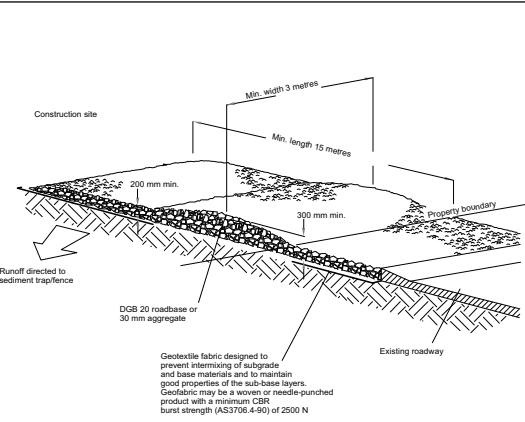 Min. width 3 metres
Construction site
Min. length 15 metres
200 mm min.
Property boundary
300 mm min.
Runoff directed to
sediment trap/fence
DGB 20 roadbase or
30 mm aggregate
Existing roadway
Geotextile fabric designed to
prevent intermixing of subgrade
and base materials and to maintain
good properties of the sub-base layers.
Geofabric may be a woven or needle-punched
product with a minimum CBR
burst strength (AS3706.4-90) of 2500 N